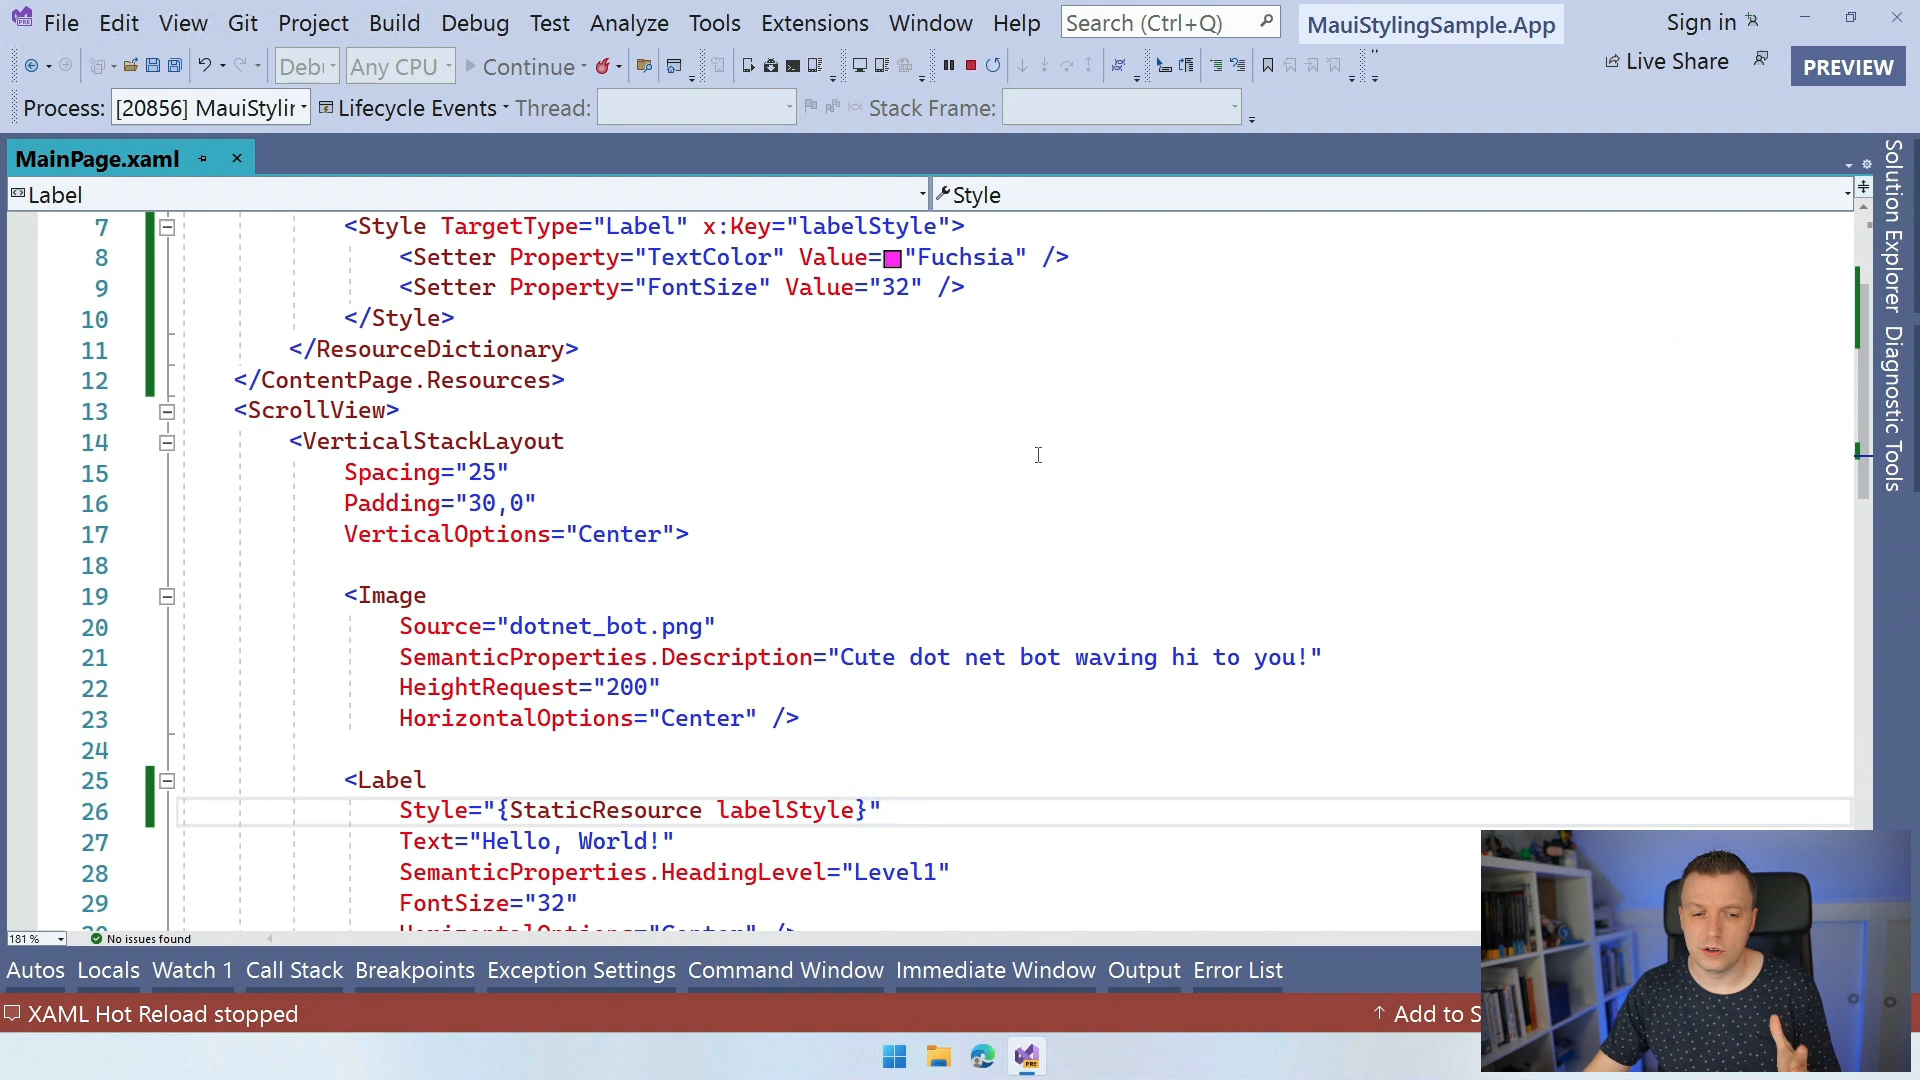 File Edit View Git Project Build Debug Test Analyze Tools Extensions Window Help Search (Ctrl+Q) MauiStylingSample.App Sign in
Any CPU Continue Live Share PREVIEW
Process: [20856] MauiStylin Lifecycle Events Thread: Stack Frame:
MainPage.xaml
Label Style
7 <Style TargetType="Label" x:Key="labelStyle">
8 <Setter Property="TextColor" Value="Fuchsia" />
9 <Setter Property="FontSize" Value="32" />
10 </Style>
11 </ResourceDictionary>
12 </ContentPage.Resources>
13 <ScrollView>
14 <VerticalStackLayout
15 Spacing="25"
16 Padding="30,0"
17 VerticalOptions="Center">
18
19 <Image
20 Source="dotnet_bot.png"
21 SemanticProperties.Description="Cute dot net bot waving hi to you!"
22 HeightRequest="200"
23 HorizontalOptions="Center" />
24
25 <Label
26 Style="{StaticResource labelStyle}"
27 Text="Hello, World!"
28 SemanticProperties.HeadingLevel="Level1"
29 FontSize="32"
181 % No issues found
Autos Locals Watch 1 Call Stack Breakpoints Exception Settings Command Window Immediate Window Output Error List
XAML Hot Reload stopped Add to S
Solution Explorer
Diagnostic Tools